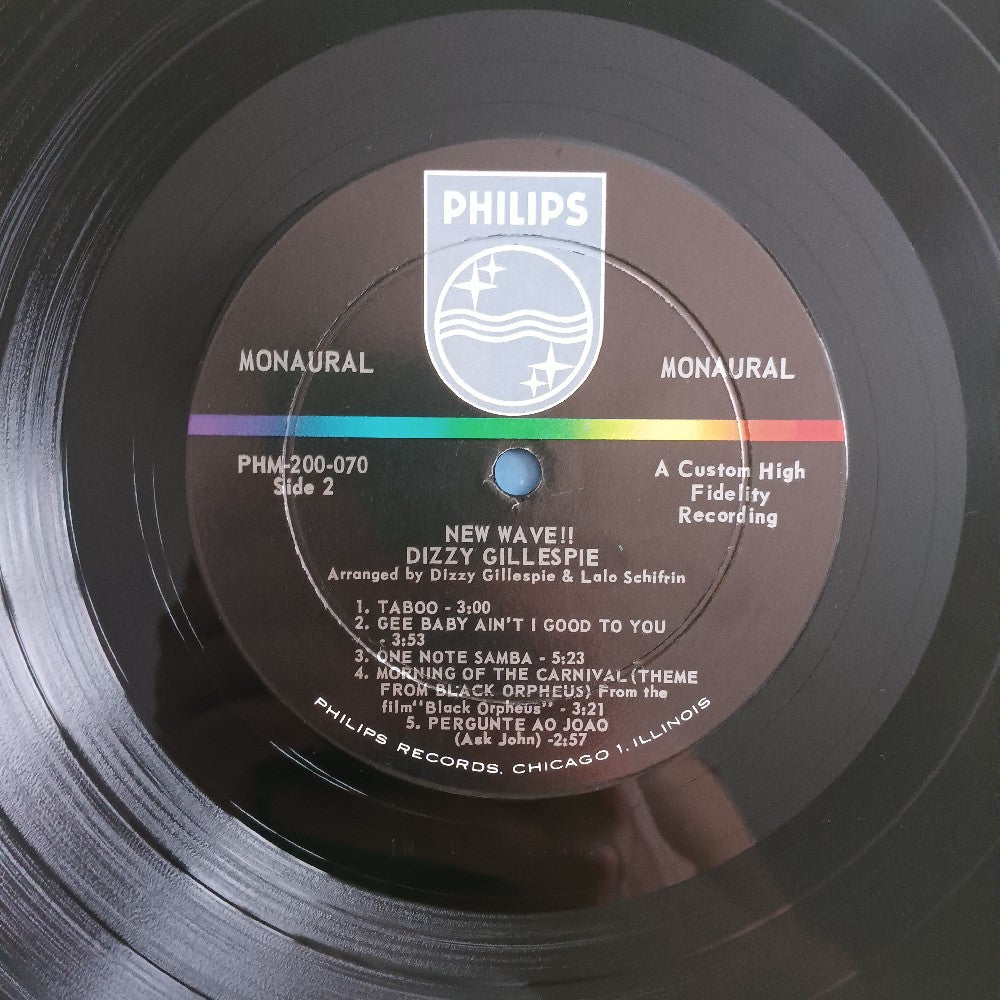 PHILIPS
MONAURAL
MONAURAL
PHM-200-070
Side 2
A Custom High
Fidelity
Recording
NEW WAVE!!
DIZZY GILLESPIE
Arranged by Dizzy Gillespie & Lalo Schifrin
1. TABOO - 3:00
2. GEE BABY AIN'T I GOOD TO YOU
- 3:53
3. ONE NOTE SAMBA - 5:23
4. MORNING OF THE CARNIVAL (THEME
FROM BLACK ORPHEUS) From the
film "Black Orpheus" - 3:21
5. PERGUNTE AO JOAO
(Ask John) -2:57
PHILIPS RECORDS, CHICAGO 1, ILLINOIS